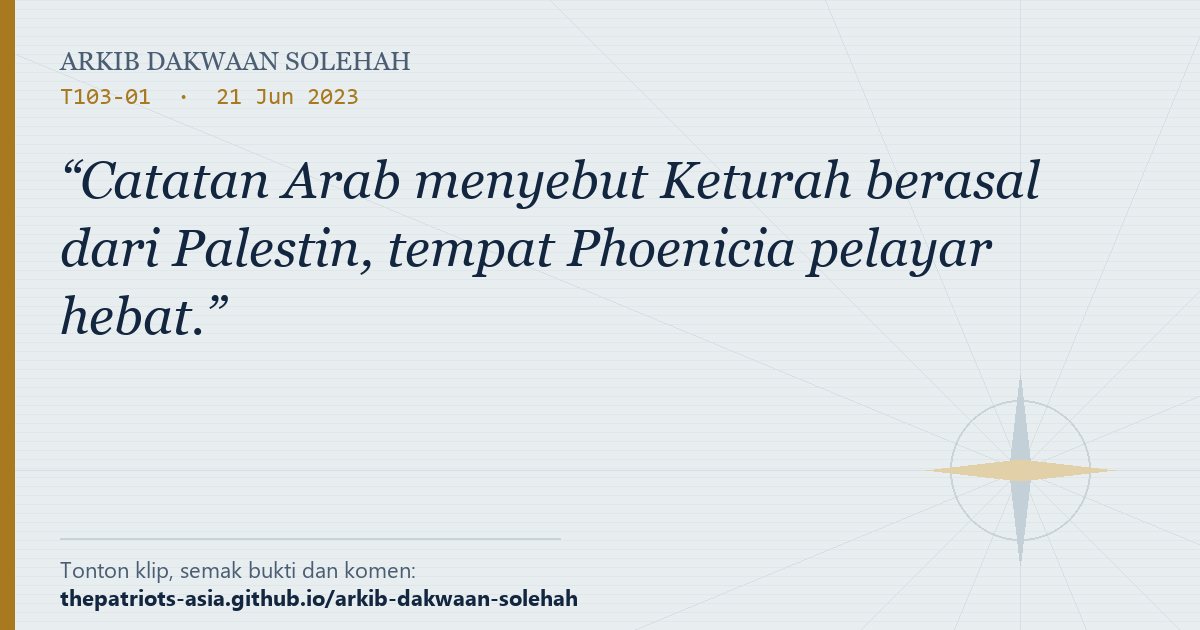 ARKIB DAKWAAN SOLEHAH
T103-01 · 21 Jun 2023
“Catatan Arab menyebut Keturah berasal
dari Palestin, tempat Phoenicia pelayar
hebat.”
Tonton klip, semak bukti dan komen:
thepatriots-asia.github.io/arkib-dakwaan-solehah